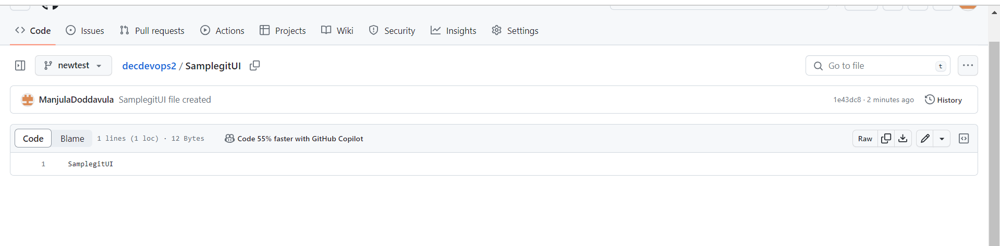 Code Issues Pull requests Actions Projects Wiki Security Insights Settings
newtest decdevops2 / SamplegitUI Go to file t
ManjulaDoddavula SamplegitUI file created 1e43dc8 · 2 minutes ago History
Code Blame 1 lines (1 loc) · 12 Bytes Code 55% faster with GitHub Copilot Raw
1 SamplegitUI